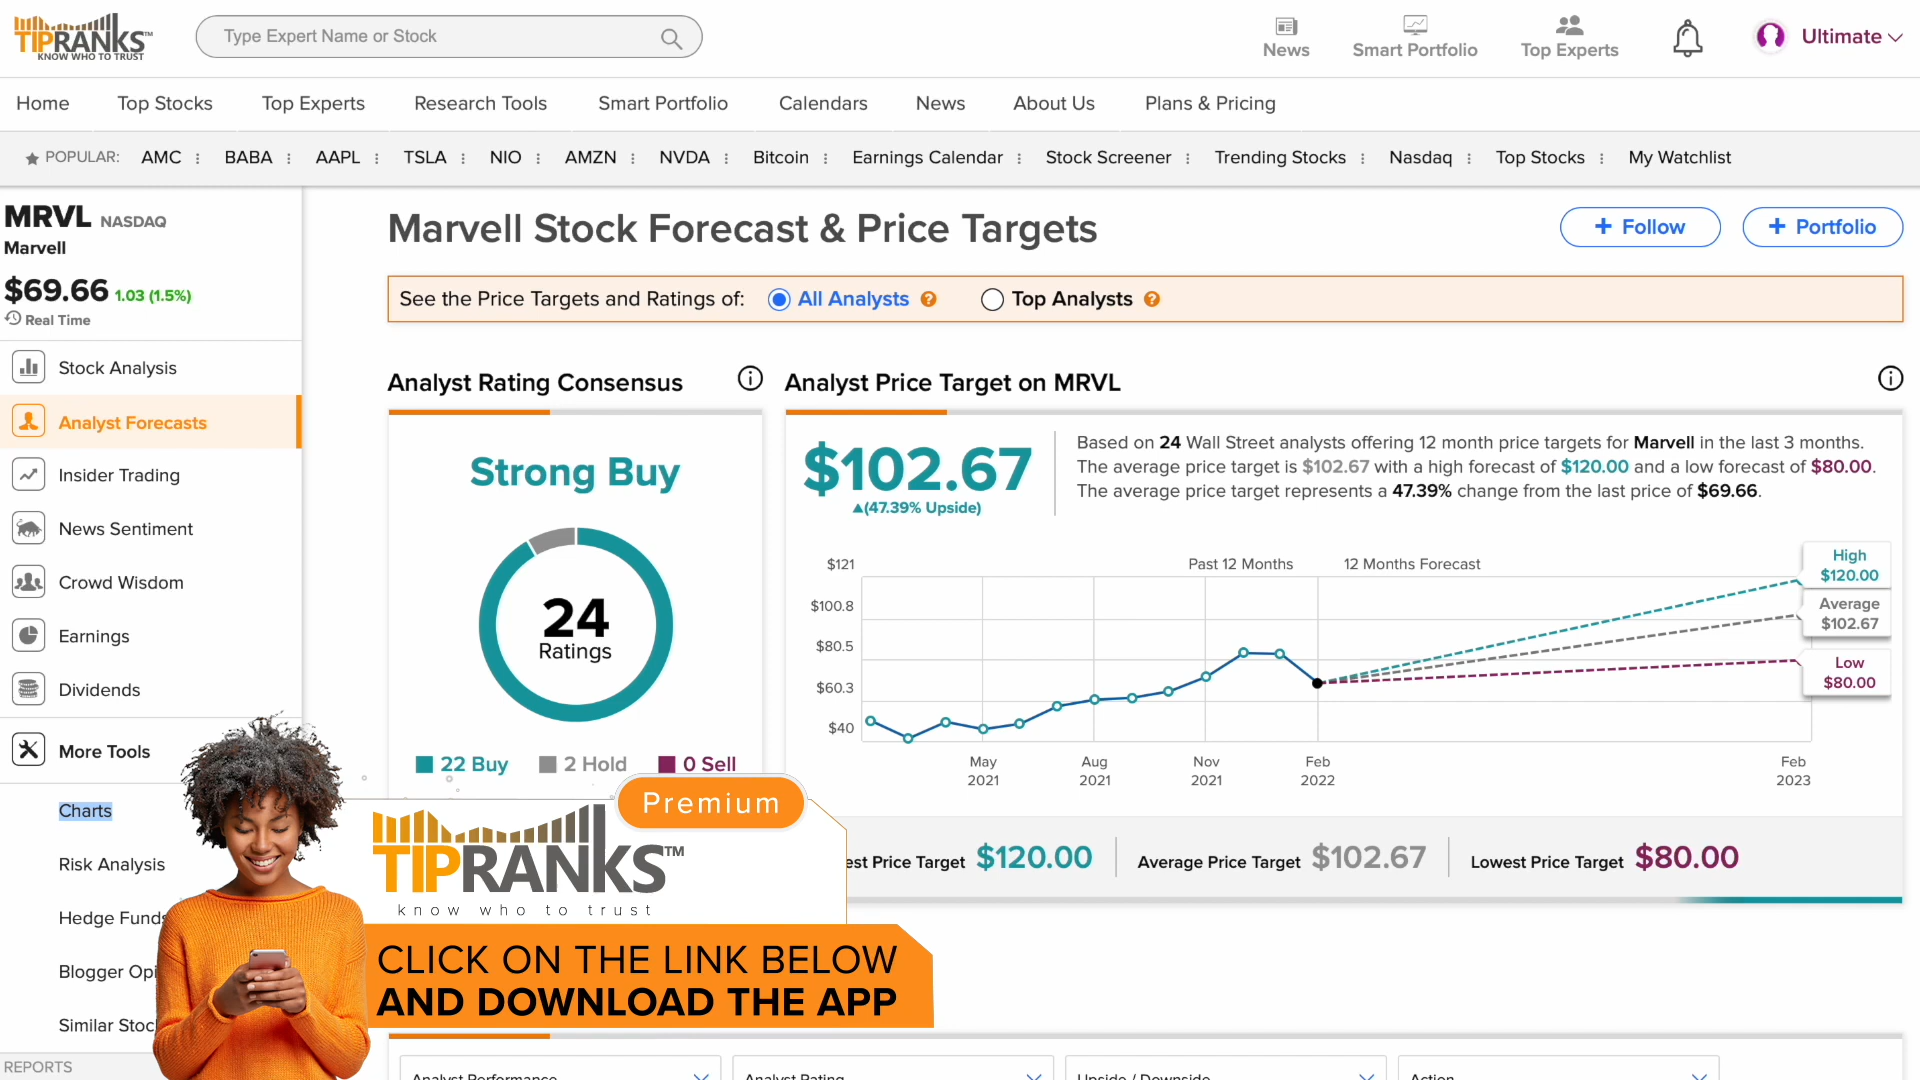 TIPRANKS™
KNOW WHO TO TRUST
Type Expert Name or Stock
News
Smart Portfolio
Top Experts
Ultimate
Home
Top Stocks
Top Experts
Research Tools
Smart Portfolio
Calendars
News
About Us
Plans & Pricing
POPULAR: AMC BABA AAPL TSLA NIO AMZN NVDA Bitcoin Earnings Calendar Stock Screener Trending Stocks Nasdaq Top Stocks My Watchlist
MRVL NASDAQ
Marvell
$69.66 1.03 (1.5%)
Real Time
Stock Analysis
Analyst Forecasts
Insider Trading
News Sentiment
Crowd Wisdom
Earnings
Dividends
More Tools
Charts
Risk Analysis
Hedge Funds
Blogger Opi
Similar Stoc
REPORTS
Marvell Stock Forecast & Price Targets
+ Follow
+ Portfolio
See the Price Targets and Ratings of: All Analysts ? Top Analysts ?
Analyst Rating Consensus
Strong Buy
24
Ratings
22 Buy 2 Hold 0 Sell
Analyst Price Target on MRVL
$102.67
▲(47.39% Upside)
Based on 24 Wall Street analysts offering 12 month price targets for Marvell in the last 3 months.
The average price target is $102.67 with a high forecast of $120.00 and a low forecast of $80.00.
The average price target represents a 47.39% change from the last price of $69.66.
Past 12 Months
12 Months Forecast
$121
$100.8
$80.5
$60.3
$40
High
$120.00
Average
$102.67
Low
$80.00
May
2021
Aug
2021
Nov
2021
Feb
2022
Feb
2023
est Price Target $120.00
Average Price Target $102.67
Lowest Price Target $80.00
Premium
TIPRANKS™
know who to trust
CLICK ON THE LINK BELOW
AND DOWNLOAD THE APP
Analyst Performance
Analyst Rating
Upside / Downside
Action